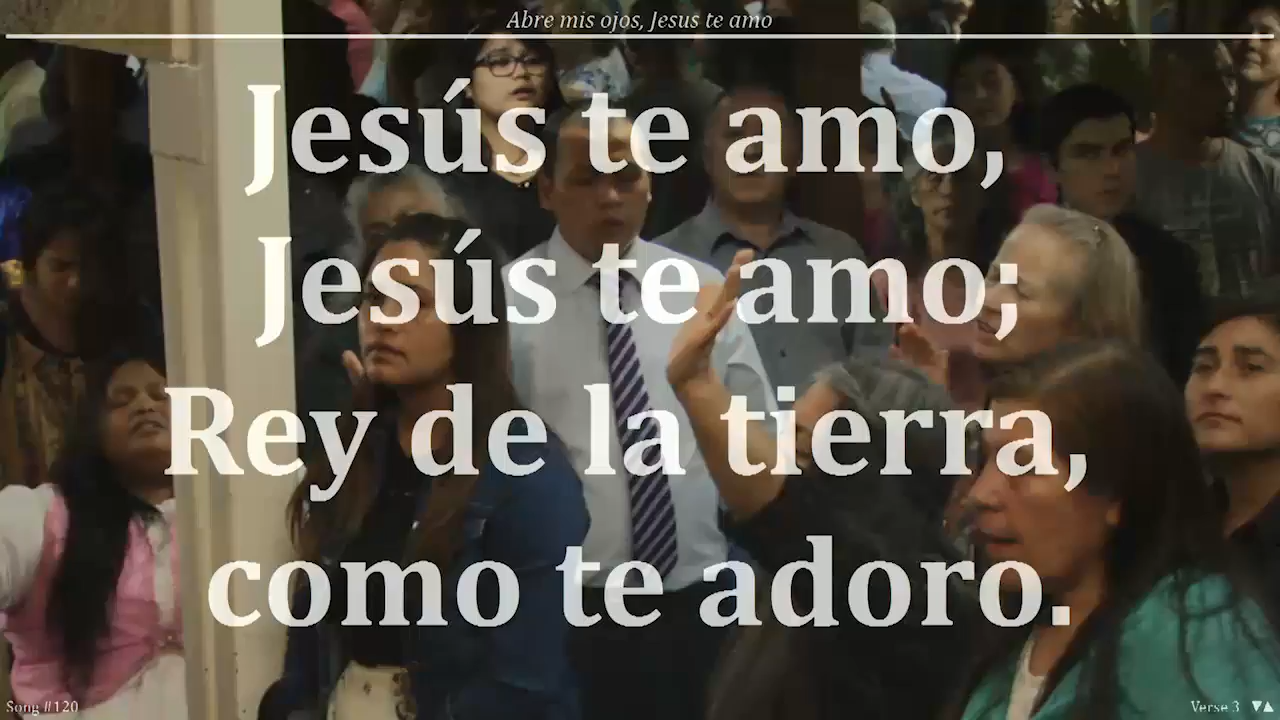 Abre mis ojos, Jesus te amo
Jesús te amo,
Jesús te amo;
Rey de la tierra,
como te adoro.
Song #120
Verse 3 ▼▲